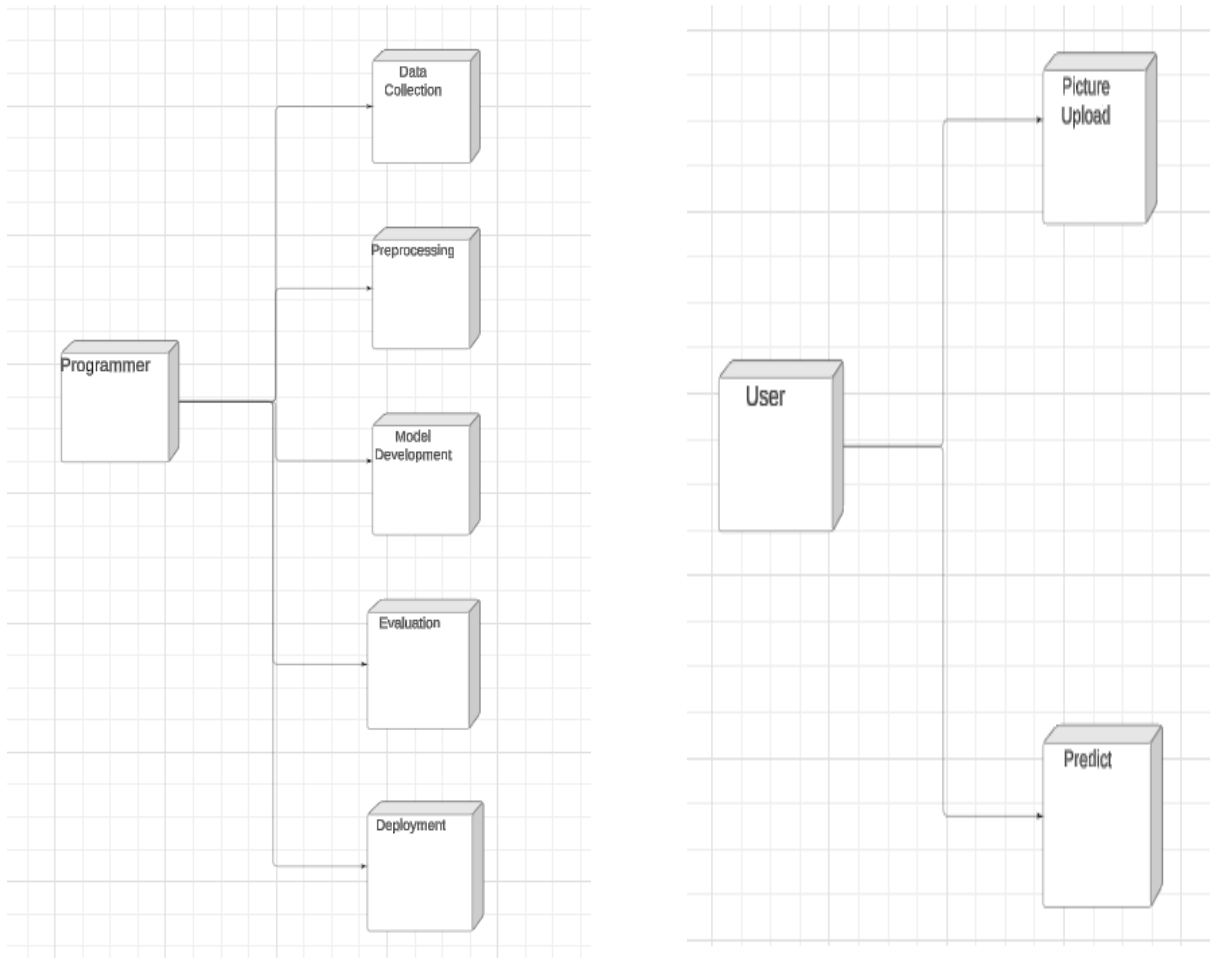 Data
Collection
Preprocessing
Programmer
Model
Development
Evaluation
Deployment
Picture
Upload
User
Predict